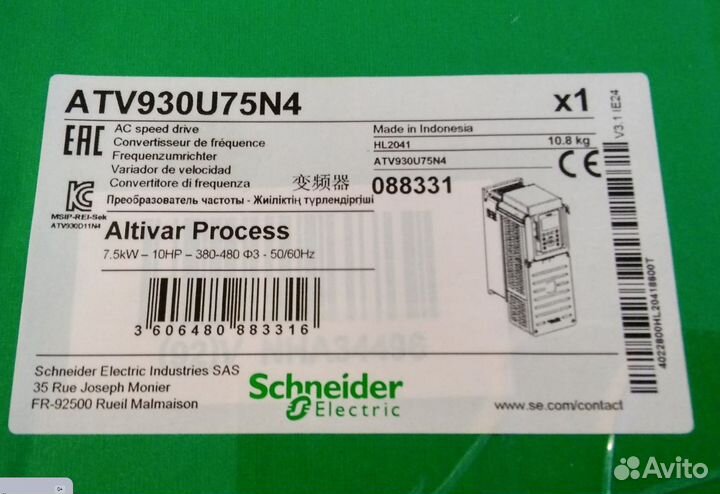 ATV930U75N4 x1
EAC
AC speed drive
Convertisseur de fréquence
Frequenzumrichter
Variador de velocidad
Convertitore di frequenza 变频器
Преобразователь частоты - Жиіліктің түрлендіргіші
Made in Indonesia
HL2041 10.8 kg
ATV930U75N4
088331
CE
V3.1 IE24
MSIP-REI-Sek
ATV930D11N4
Altivar Process
7.5kW - 10HP - 380-480 Φ3 - 50/60Hz
3 606480 883316
4022800HL20418800T
Schneider Electric Industries SAS
35 Rue Joseph Monier
FR-92500 Rueil Malmaison
Schneider
Electric
www.se.com/contact
Avito